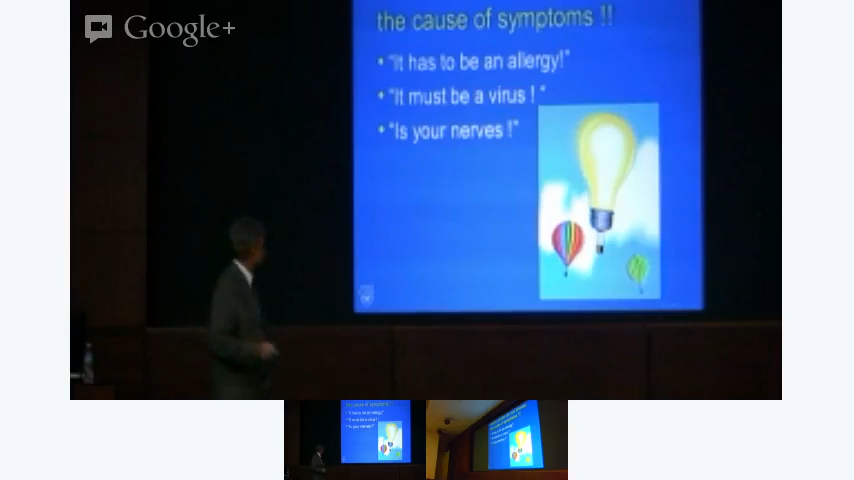 Google+
the cause of symptoms !!
• "It has to be an allergy!"
• "It must be a virus ! "
• "Is your nerves !"